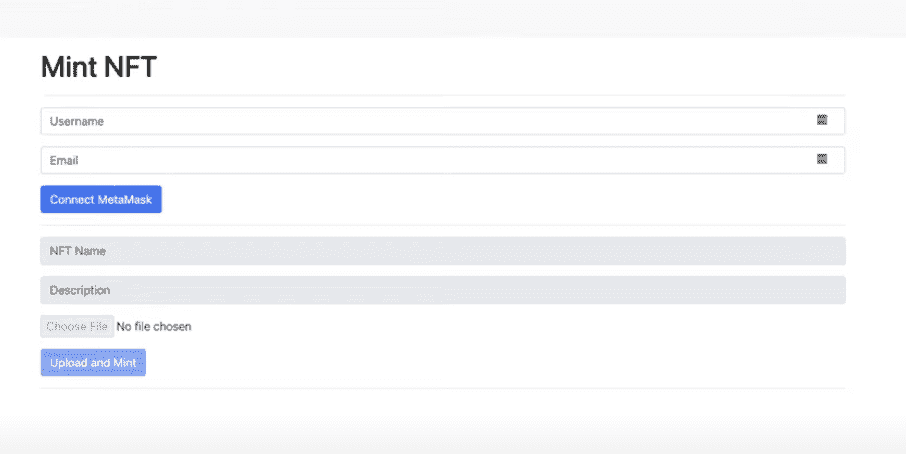 Mint NFT
Username
Email
Connect MetaMask
NFT Name
Description
Choose File No file chosen
Upload and Mint